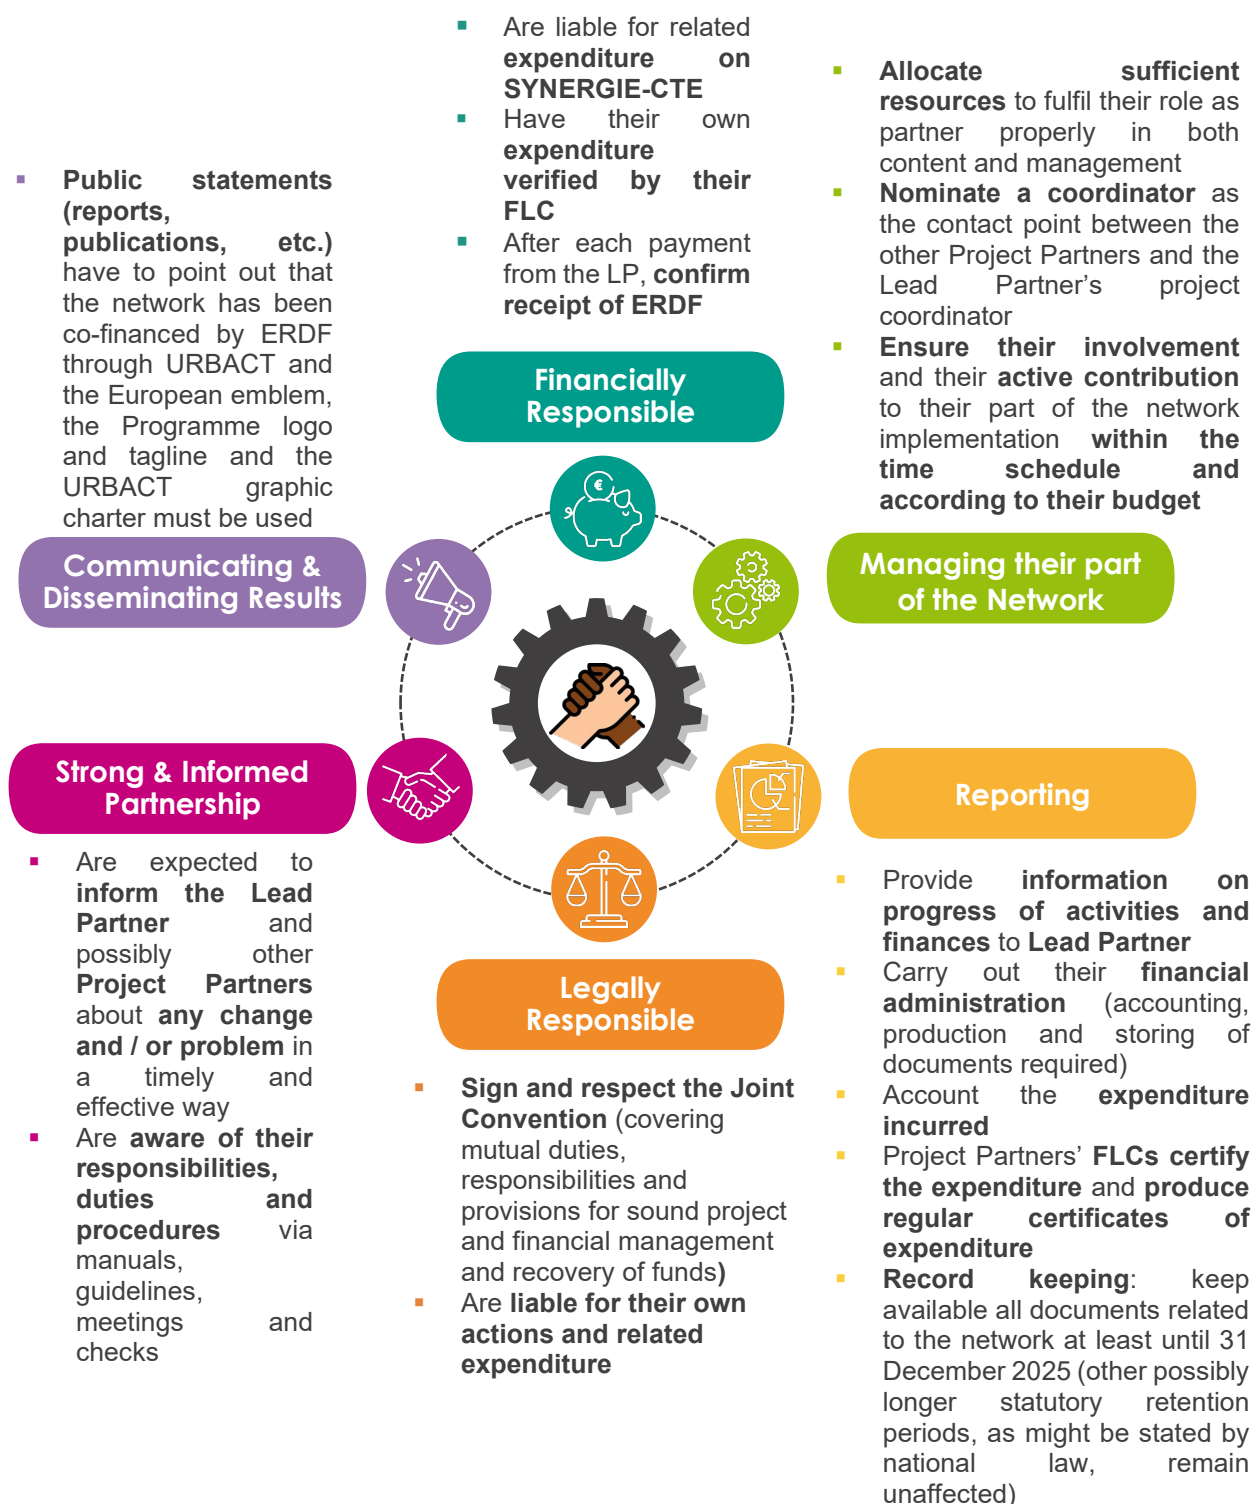 ▪ Public statements
(reports,
publications, etc.)
have to point out that
the network has been
co-financed by ERDF
through URBACT and
the European emblem,
the Programme logo
and tagline and the
URBACT graphic
charter must be used
Communicating &
Disseminating Results
▪ Are liable for related
expenditure on
SYNERGIE-CTE
▪ Have their own
expenditure
verified by their
FLC
▪ After each payment
from the LP, confirm
receipt of ERDF
Financially
Responsible
€
▪ Allocate sufficient
resources to fulfil their role as
partner properly in both
content and management
▪ Nominate a coordinator as
the contact point between the
other Project Partners and the
Lead Partner’s project
coordinator
▪ Ensure their involvement
and their active contribution
to their part of the network
implementation within the
time schedule and
according to their budget
Managing their part
of the Network
Strong & Informed
Partnership
▪ Are expected to
inform the Lead
Partner and
possibly other
Project Partners
about any change
and / or problem in
a timely and
effective way
▪ Are aware of their
responsibilities,
duties and
procedures via
manuals,
guidelines,
meetings and
checks
Legally
Responsible
▪ Sign and respect the Joint
Convention (covering
mutual duties,
responsibilities and
provisions for sound project
and financial management
and recovery of funds)
▪ Are liable for their own
actions and related
expenditure
Reporting
▪ Provide information on
progress of activities and
finances to Lead Partner
▪ Carry out their financial
administration (accounting,
production and storing of
documents required)
▪ Account the expenditure
incurred
▪ Project Partners’ FLCs certify
the expenditure and produce
regular certificates of
expenditure
▪ Record keeping: keep
available all documents related
to the network at least until 31
December 2025 (other possibly
longer statutory retention
periods, as might be stated by
national law, remain
unaffected)